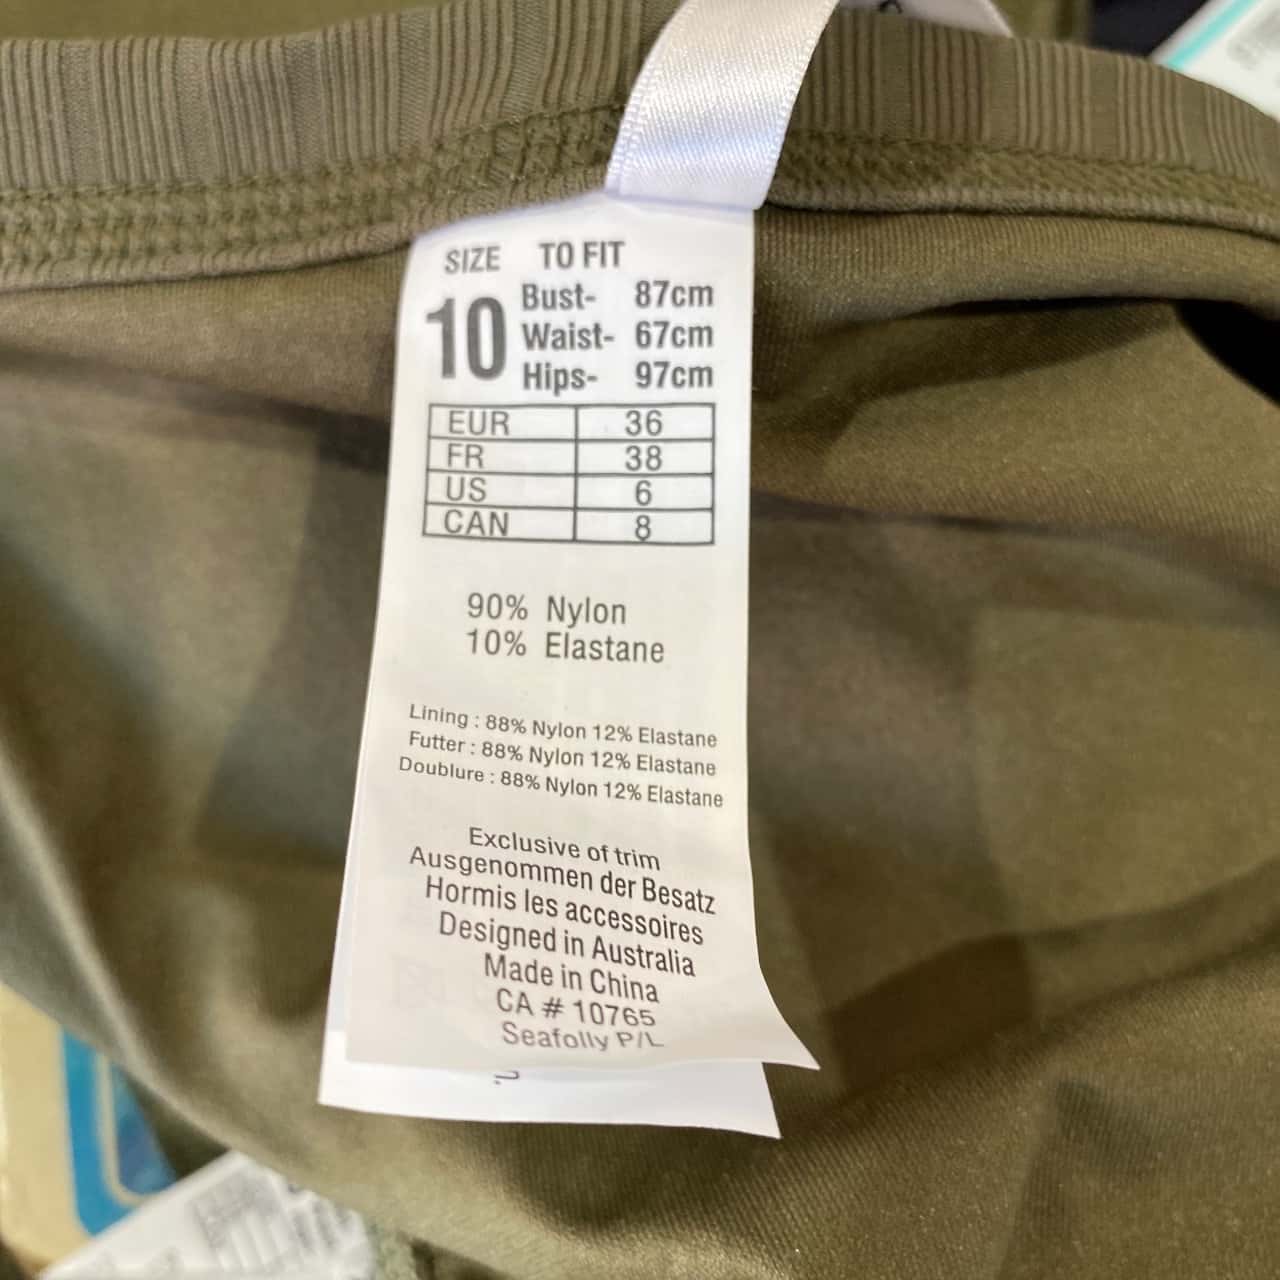 SIZE TO FIT
10
Bust- 87cm
Waist- 67cm
Hips- 97cm
EUR 36
FR 38
US 6
CAN 8
90% Nylon
10% Elastane
Lining : 88% Nylon 12% Elastane
Futter : 88% Nylon 12% Elastane
Doublure : 88% Nylon 12% Elastane
Exclusive of trim
Ausgenommen der Besatz
Hormis les accessoires
Designed in Australia
Made in China
CA # 10765
Seafolly P/L